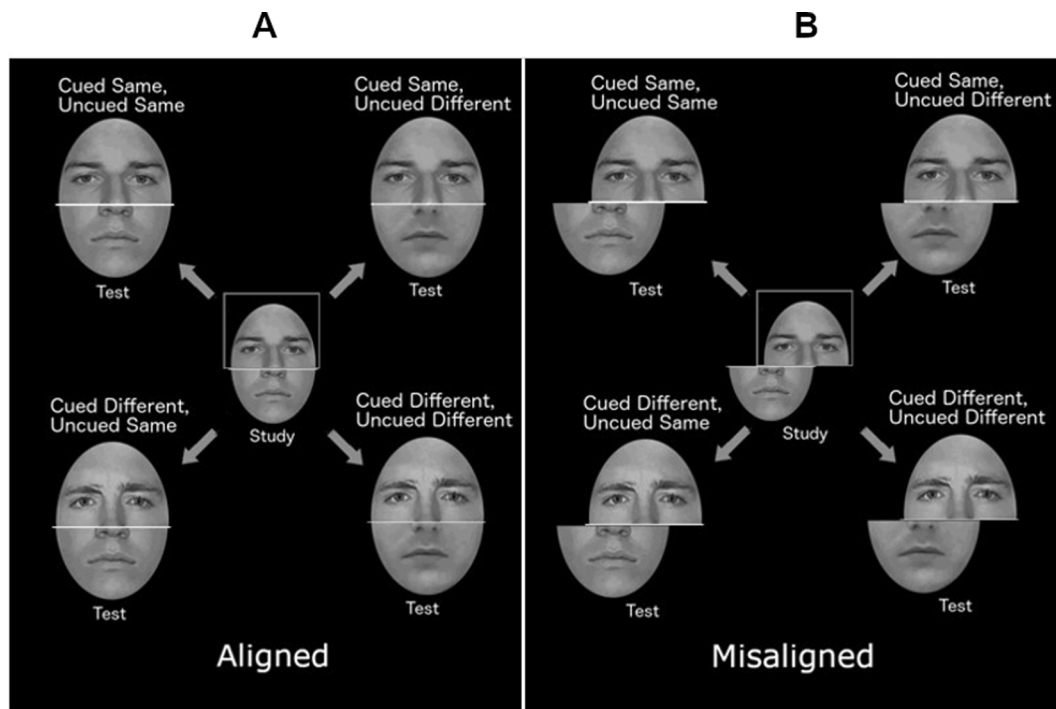 A
Cued Same,
Uncued Same
Cued Same,
Uncued Different
Test
Test
Cued Different,
Uncued Same
Study
Cued Different,
Uncued Different
Test
Test
Aligned
B
Cued Same,
Uncued Same
Cued Same,
Uncued Different
Test
Test
Cued Different,
Uncued Same
Study
Cued Different,
Uncued Different
Test
Test
Misaligned